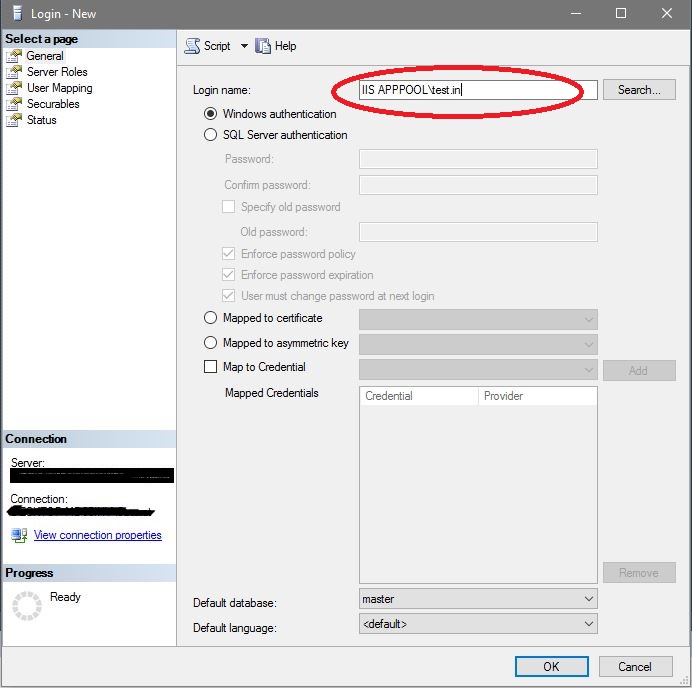 Login - New
Select a page
General
Server Roles
User Mapping
Securables
Status
Script
Help
Login name:
IIS APPPOOL\test.in
Search...
Windows authentication
SQL Server authentication
Password:
Confirm password:
Specify old password
Old password:
Enforce password policy
Enforce password expiration
User must change password at next login
Mapped to certificate
Mapped to asymmetric key
Map to Credential
Add
Mapped Credentials
Credential Provider
Remove
Default database:
master
Default language:
<default>
Connection
Server:
Connection:
View connection properties
Progress
Ready
OK
Cancel